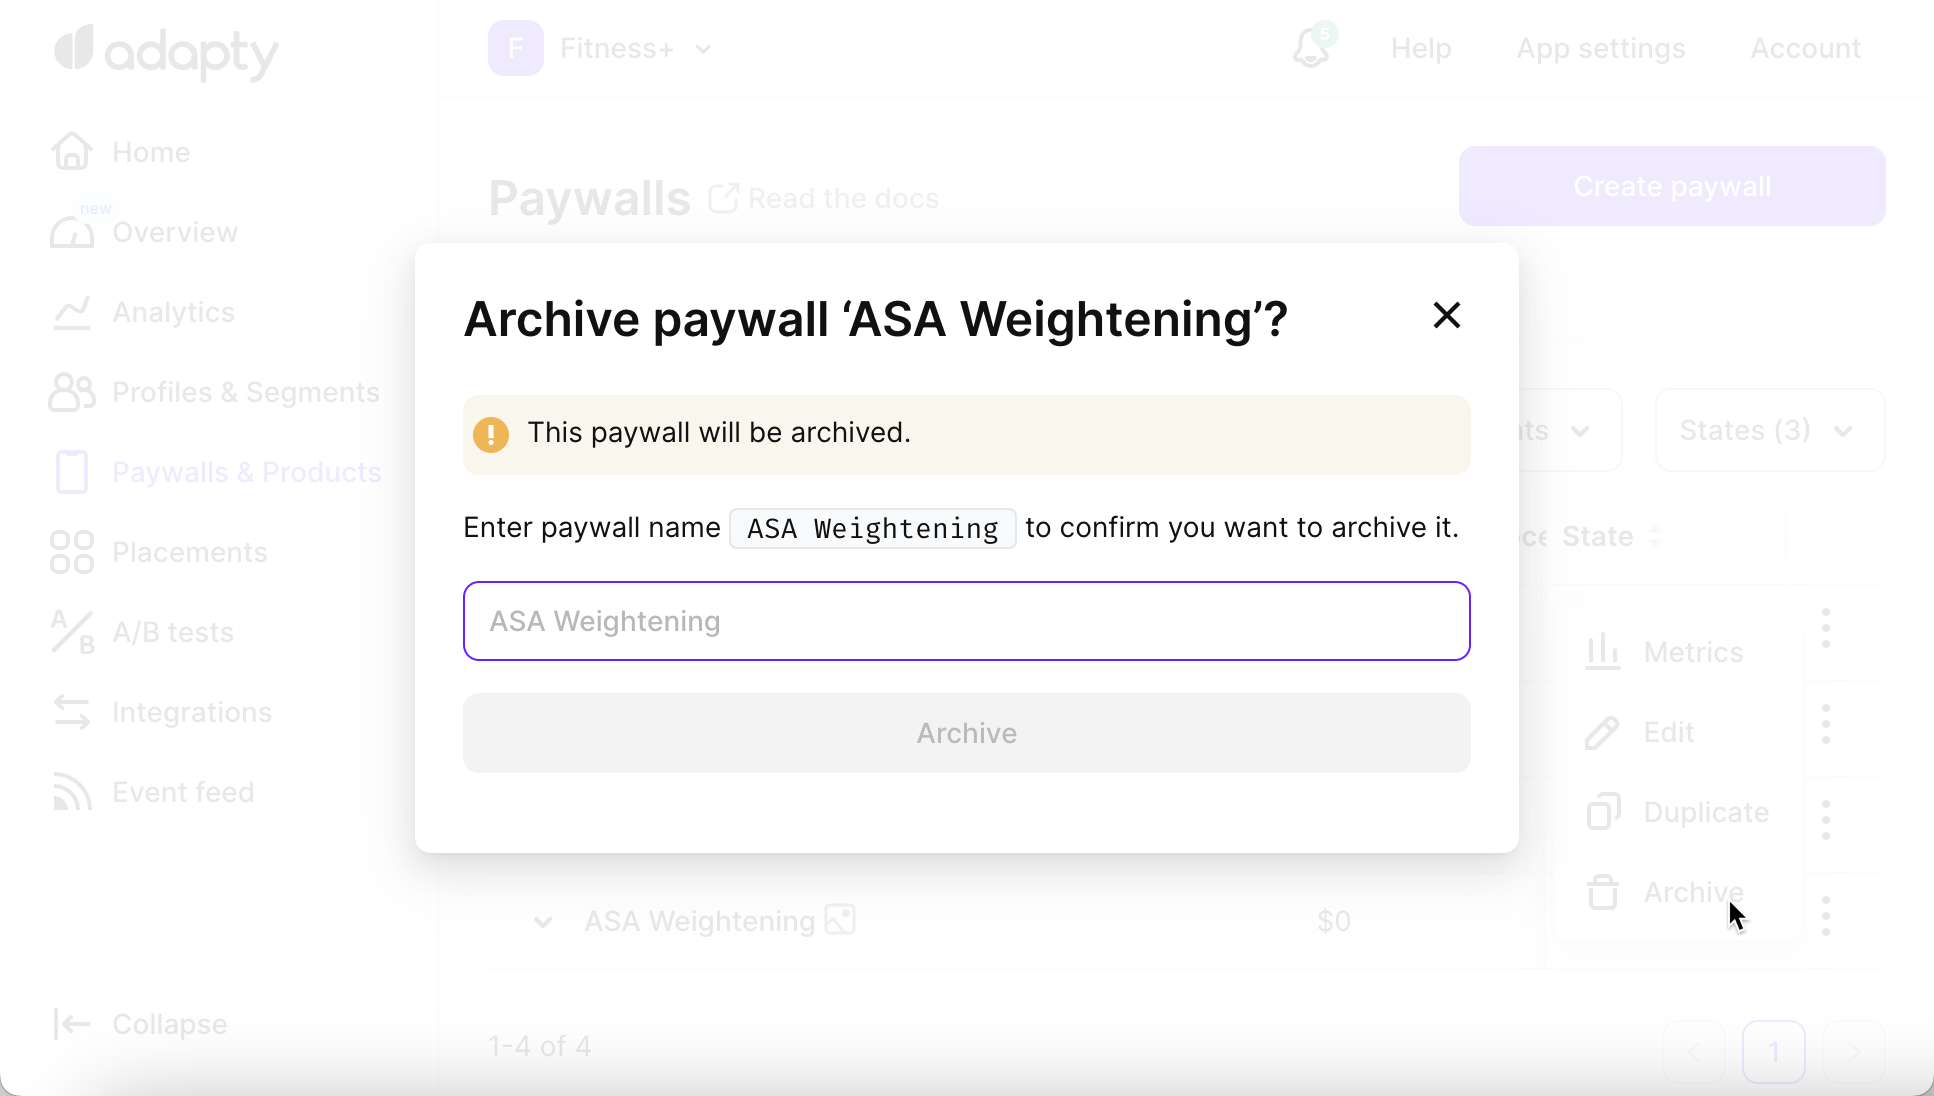 adapty
F Fitness+
5
Help
App settings
Account
Home
new
Overview
Analytics
Profiles & Segments
Paywalls & Products
Placements
A/B tests
Integrations
Event feed
Collapse
Paywalls
Read the docs
Create paywall
States (3)
State
Archive paywall ‘ASA Weightening’?
This paywall will be archived.
Enter paywall name ASA Weightening to confirm you want to archive it.
ASA Weightening
Archive
Metrics
Edit
Duplicate
Archive
ASA Weightening
$0
1-4 of 4
1